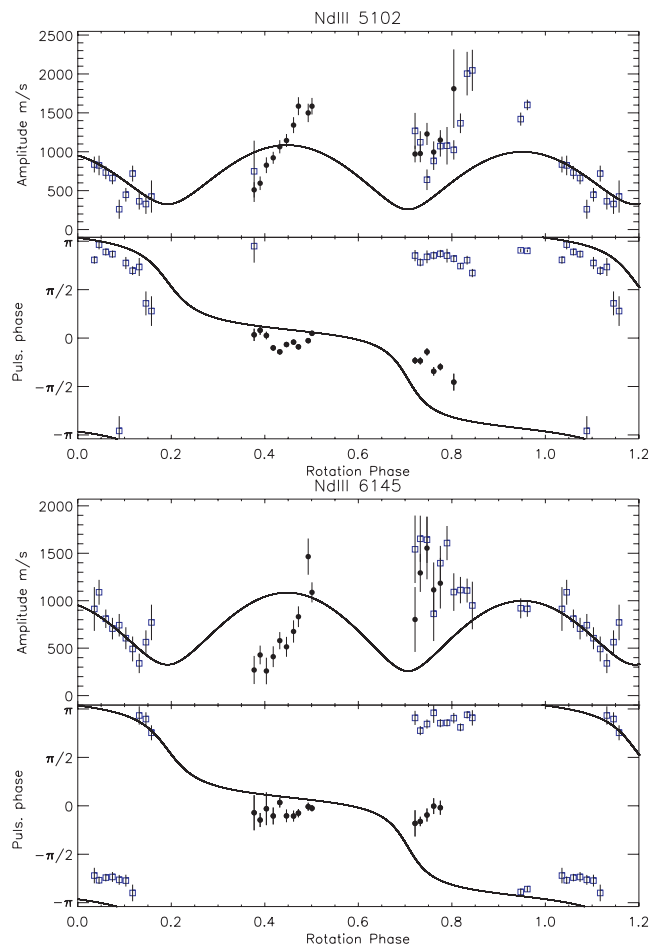 NdIII 5102
2500
2000
1500
1000
500
0
Amplitude m/s
π
π/2
0
−π/2
−π
Puls. phase
0.0 0.2 0.4 0.6 0.8 1.0 1.2
Rotation Phase
NdIII 6145
2000
1500
1000
500
0
Amplitude m/s
π
π/2
0
−π/2
−π
Puls. phase
0.0 0.2 0.4 0.6 0.8 1.0 1.2
Rotation Phase